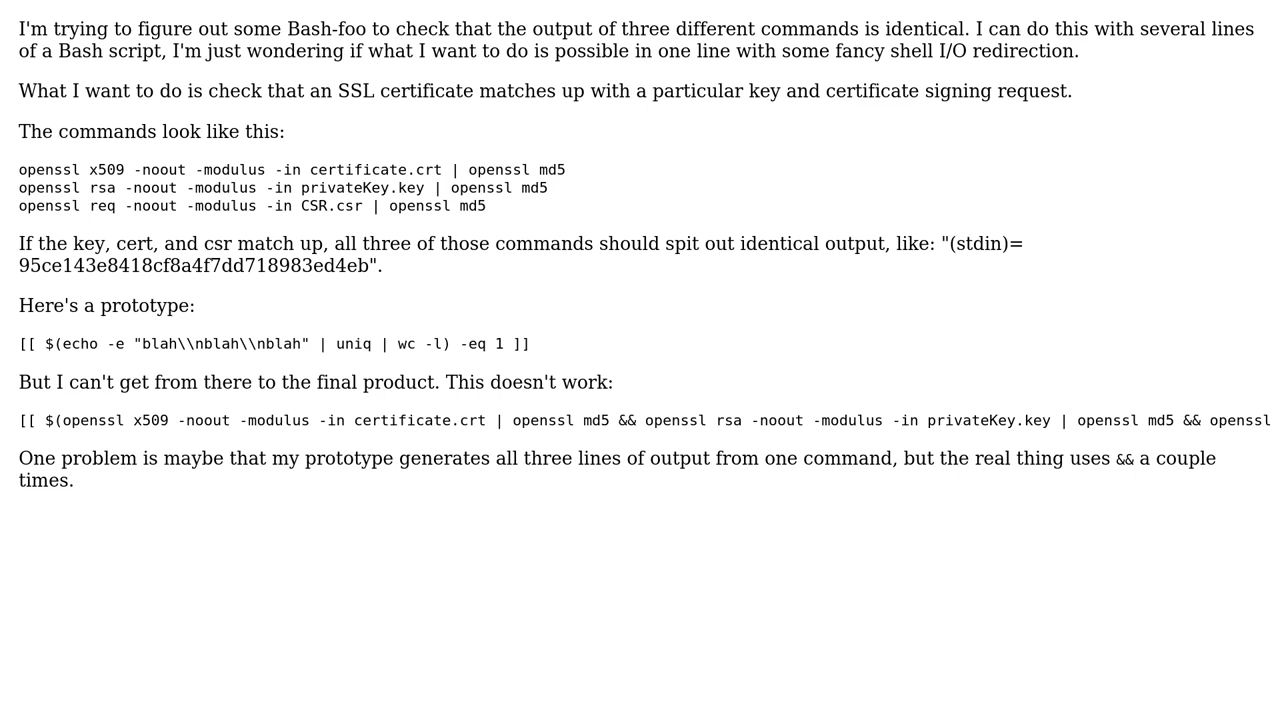 I'm trying to figure out some Bash-foo to check that the output of three different commands is identical. I can do this with several lines
of a Bash script, I'm just wondering if what I want to do is possible in one line with some fancy shell I/O redirection.
What I want to do is check that an SSL certificate matches up with a particular key and certificate signing request.
The commands look like this:
openssl x509 -noout -modulus -in certificate.crt | openssl md5
openssl rsa -noout -modulus -in privateKey.key | openssl md5
openssl req -noout -modulus -in CSR.csr | openssl md5
If the key, cert, and csr match up, all three of those commands should spit out identical output, like: "(stdin)=
95ce143e8418cf8a4f7dd718983ed4eb".
Here's a prototype:
[[ $(echo -e "blah\\nblah\\nblah" | uniq | wc -l) -eq 1 ]]
But I can't get from there to the final product. This doesn't work:
[[ $(openssl x509 -noout -modulus -in certificate.crt | openssl md5 && openssl rsa -noout -modulus -in privateKey.key | openssl md5 && openssl
One problem is maybe that my prototype generates all three lines of output from one command, but the real thing uses && a couple
times.